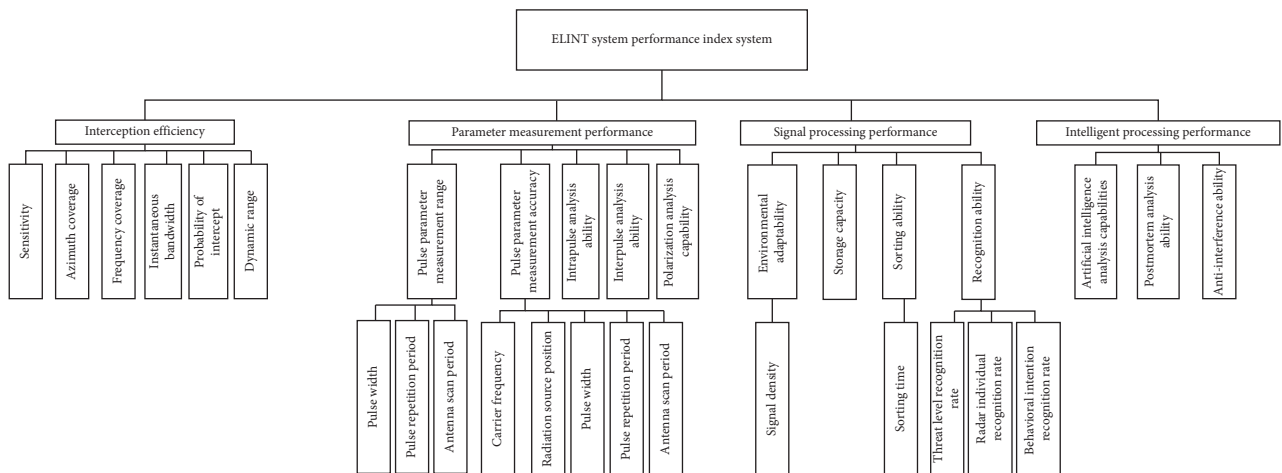 ELINT system performance index system
Interception efficiency
Parameter measurement performance
Signal processing performance
Intelligent processing performance
Sensitivity
Azimuth coverage
Frequency coverage
Instantaneous
bandwidth
Probability of
intercept
Dynamic range
Pulse parameter
measurement range
Pulse parameter
measurement accuracy
Intrapulse analysis
ability
Interpulse analysis
ability
Polarization analysis
capability
Environmental
adaptability
Storage capacity
Sorting ability
Recognition ability
Artificial intelligence
analysis capabilities
Postmortem analysis
ability
Anti-interference ability
Pulse width
Pulse repetition period
Antenna scan period
Carrier frequency
Radiation source position
Pulse width
Pulse repetition period
Antenna scan period
Signal density
Sorting time
Threat level recognition
rate
Radar individual
recognition rate
Behavioral intention
recognition rate